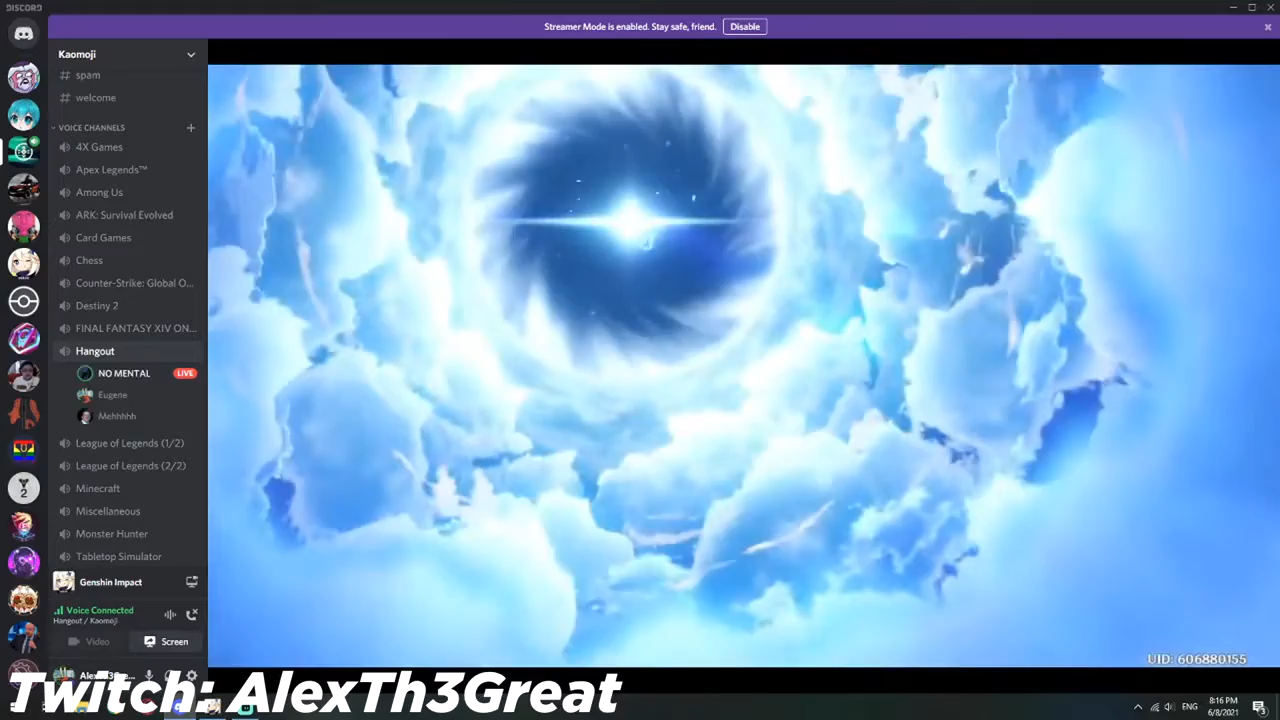 DISCORD
Streamer Mode is enabled. Stay safe, friend.
Disable
Kaomoji
spam
welcome
VOICE CHANNELS
4X Games
Apex Legends™
Among Us
ARK: Survival Evolved
Card Games
Chess
Counter-Strike: Global O...
Destiny 2
FINAL FANTASY XIV ON...
Hangout
NO MENTAL LIVE
Eugene
Mehhhhh
League of Legends (1/2)
League of Legends (2/2)
Minecraft
Miscellaneous
Monster Hunter
Tabletop Simulator
Genshin Impact
Voice Connected
Hangout / Kaomoji
Video Screen
UID: 606880155
Twitch: AlexTh3Great
ENG
8:16 PM
6/8/2021